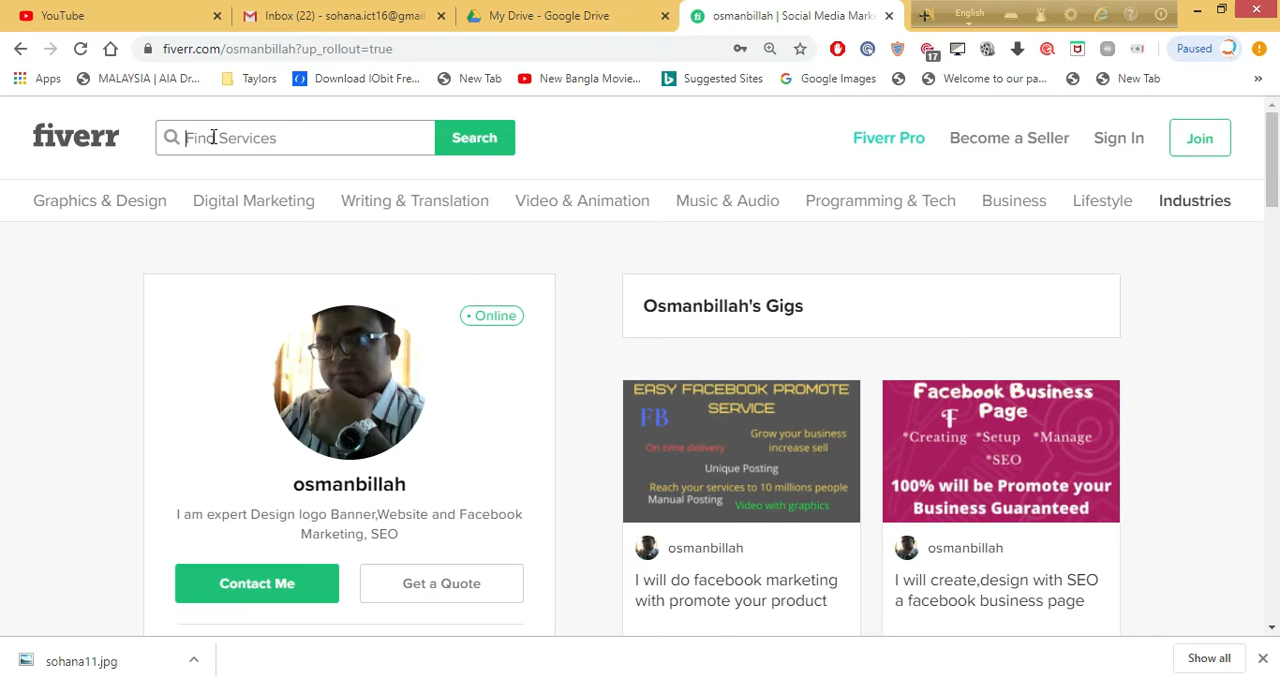 YouTube
Inbox (22) - sohana.ict16@gmail
My Drive - Google Drive
osmanbillah | Social Media Mark
English
fiverr.com/osmanbillah?up_rollout=true
17
Paused
Apps
MALAYSIA | AIA Dr...
Taylors
Download IObit Fre...
New Tab
New Bangla Movie...
Suggested Sites
Google Images
Welcome to our pa...
New Tab
»
fiverr
Find Services
Search
Fiverr Pro
Become a Seller
Sign In
Join
Graphics & Design
Digital Marketing
Writing & Translation
Video & Animation
Music & Audio
Programming & Tech
Business
Lifestyle
Industries
• Online
osmanbillah
I am expert Design logo Banner,Website and Facebook
Marketing, SEO
Contact Me
Get a Quote
Osmanbillah's Gigs
EASY FACEBOOK PROMOTE
SERVICE
FB
On time delivery
Grow your business
increase sell
Unique Posting
Reach your services to 10 millions people
Manual Posting
Video with graphics
osmanbillah
I will do facebook marketing
with promote your product
Facebook Business
Page
F
*Creating *Setup *Manage
*SEO
100% will be Promote your
Business Guaranteed
osmanbillah
I will create,design with SEO
a facebook business page
sohana11.jpg
Show all